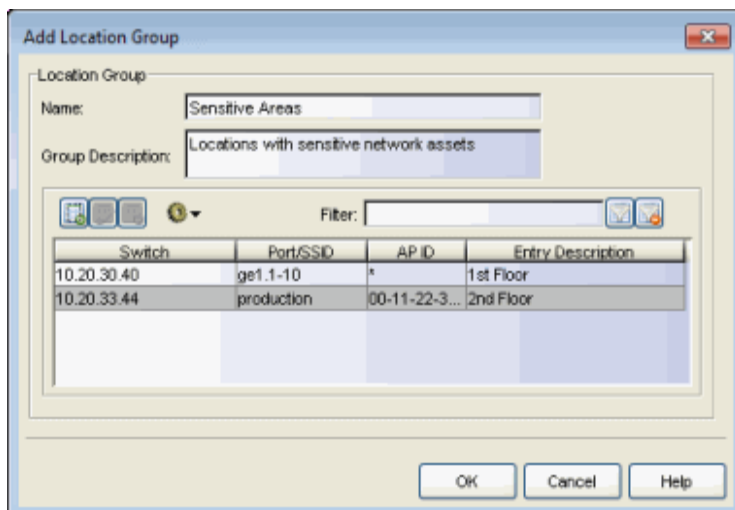 Add Location Group
Location Group
Name: Sensitive Areas
Group Description: Locations with sensitive network assets
Filter:
Switch Port/SSID AP ID Entry Description
10.20.30.40 ge1.1-10 * 1st Floor
10.20.33.44 production 00-11-22-3... 2nd Floor
OK Cancel Help